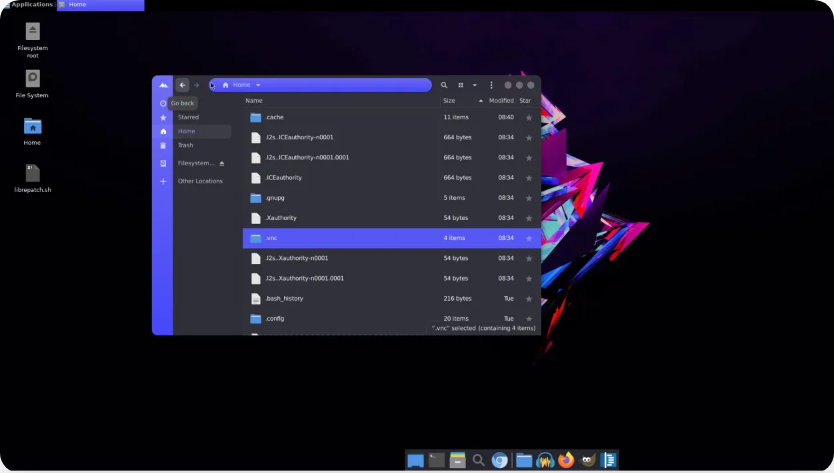 Applications
Home
Filesystem root
File System
Home
librepatch.sh
Home
Go back
Starred
Home
Trash
Filesystem...
Other Locations
Name Size Modified Star
.cache 11 items 08:40
.l2s..ICEauthority-n0001 664 bytes 08:34
.l2s..ICEauthority-n0001.0001 664 bytes 08:34
.ICEauthority 664 bytes 08:34
.gnupg 5 items 08:34
.Xauthority 54 bytes 08:34
.vnc 4 items 08:34
.l2s..Xauthority-n0001 54 bytes 08:34
.l2s..Xauthority-n0001.0001 54 bytes 08:34
.bash_history 216 bytes Tue
.config 20 items Tue
".vnc" selected (containing 4 items)